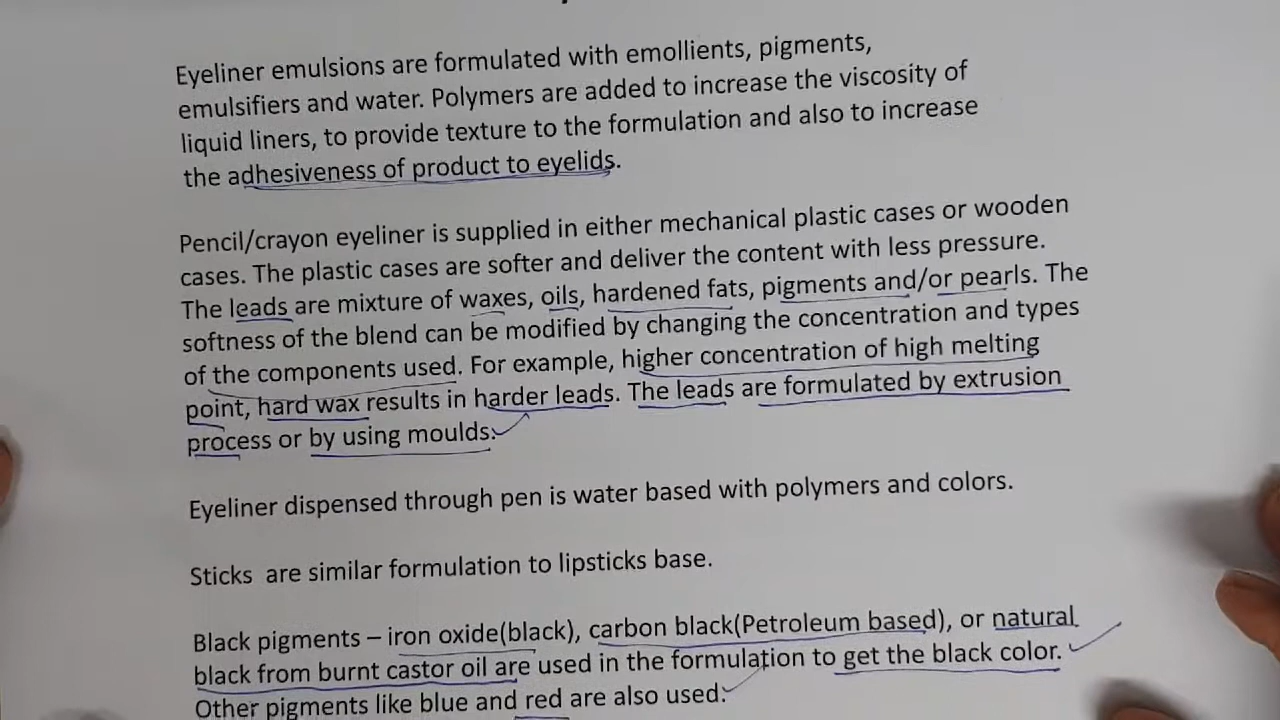 Eyeliner emulsions are formulated with emollients, pigments,
emulsifiers and water. Polymers are added to increase the viscosity of
liquid liners, to provide texture to the formulation and also to increase
the adhesiveness of product to eyelids.
Pencil/crayon eyeliner is supplied in either mechanical plastic cases or wooden
cases. The plastic cases are softer and deliver the content with less pressure.
The leads are mixture of waxes, oils, hardened fats, pigments and/or pearls. The
softness of the blend can be modified by changing the concentration and types
of the components used. For example, higher concentration of high melting
point, hard wax results in harder leads. The leads are formulated by extrusion
process or by using moulds.
Eyeliner dispensed through pen is water based with polymers and colors.
Sticks are similar formulation to lipsticks base.
Black pigments – iron oxide(black), carbon black(Petroleum based), or natural
black from burnt castor oil are used in the formulation to get the black color.
Other pigments like blue and red are also used.